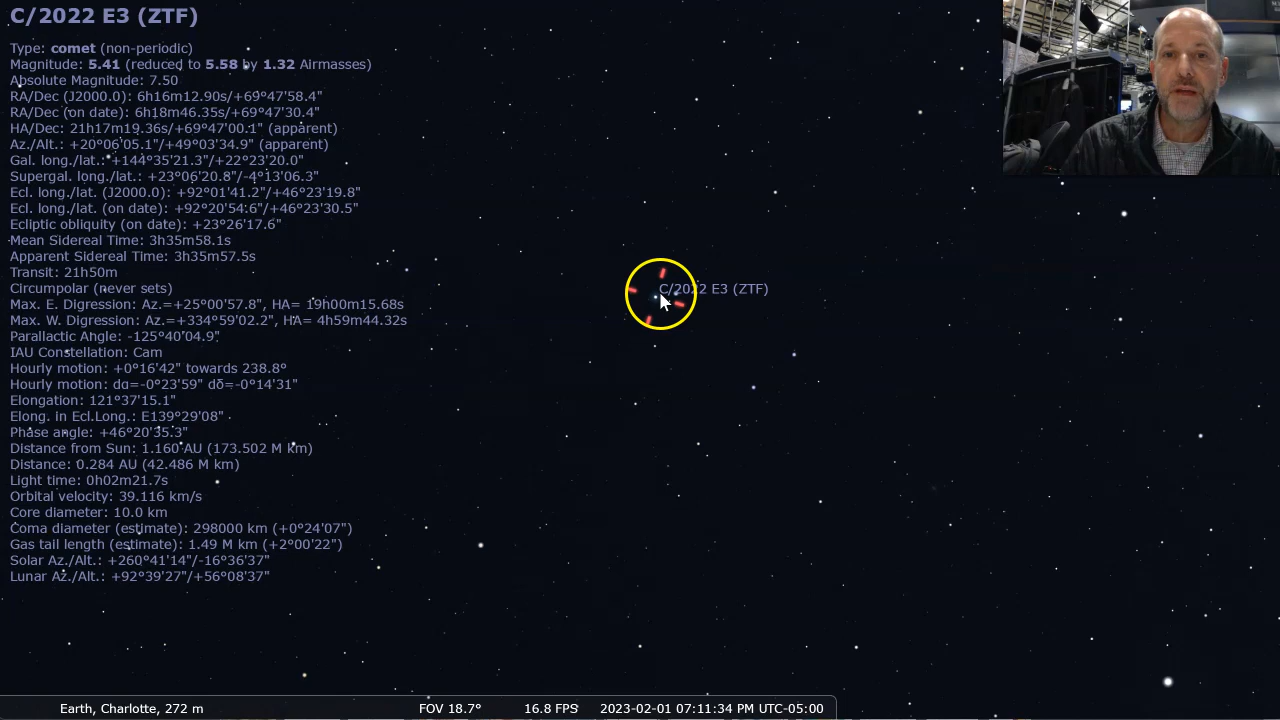 C/2022 E3 (ZTF)
Type: comet (non-periodic)
Magnitude: 5.41 (reduced to 5.58 by 1.32 Airmasses)
Absolute Magnitude: 7.50
RA/Dec (J2000.0): 6h16m12.90s/+69°47'58.4"
RA/Dec (on date): 6h18m46.35s/+69°47'30.4"
HA/Dec: 21h17m19.36s/+69°47'00.1" (apparent)
Az./Alt.: +20°06'05.1"/+49°03'34.9" (apparent)
Gal. long./lat.: +144°35'21.3"/+22°23'20.0"
Supergal. long./lat.: +23°06'20.8"/-4°13'06.3"
Ecl. long./lat. (J2000.0): +92°01'41.2"/+46°23'19.8"
Ecl. long./lat. (on date): +92°20'54.6"/+46°23'30.5"
Ecliptic obliquity (on date): +23°26'17.6"
Mean Sidereal Time: 3h35m58.1s
Apparent Sidereal Time: 3h35m57.5s
Transit: 21h50m
Circumpolar (never sets)
Max. E. Digression: Az.=+25°00'57.8", HA= 19h00m15.68s
Max. W. Digression: Az.=+334°59'02.2", HA= 4h59m44.32s
Parallactic Angle: -125°40'04.9"
IAU Constellation: Cam
Hourly motion: +0°16'42" towards 238.8°
Hourly motion: dα=-0°23'59" dδ=-0°14'31"
Elongation: 121°37'15.1"
Elong. in Ecl.Long.: E139°29'08"
Phase angle: +46°20'35.3"
Distance from Sun: 1.160 AU (173.502 M km)
Distance: 0.284 AU (42.486 M km)
Light time: 0h02m21.7s
Orbital velocity: 39.116 km/s
Core diameter: 10.0 km
Coma diameter (estimate): 298000 km (+0°24'07")
Gas tail length (estimate): 1.49 M km (+2°00'22")
Solar Az./Alt.: +260°41'14"/-16°36'37"
Lunar Az./Alt.: +92°39'27"/+56°08'37"
C/2022 E3 (ZTF)
Earth, Charlotte, 272 m FOV 18.7° 16.8 FPS 2023-02-01 07:11:34 PM UTC-05:00